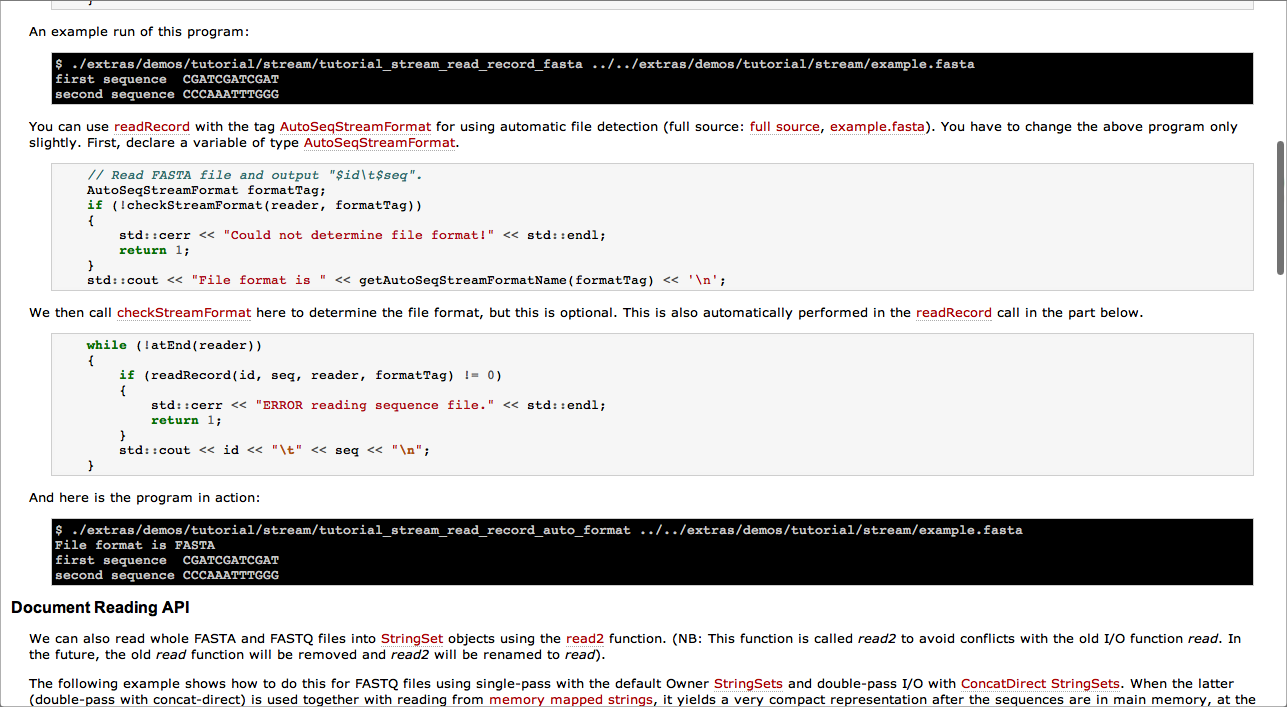 }
An example run of this program:
$ ./extras/demos/tutorial/stream/tutorial_stream_read_record_fasta ../../extras/demos/tutorial/stream/example.fasta
first sequence  CGATCGATCGAT
second sequence CCCAAATTTGGG
You can use readRecord with the tag AutoSeqStreamFormat for using automatic file detection (full source: full source, example.fasta). You have to change the above program only
slightly. First, declare a variable of type AutoSeqStreamFormat.
// Read FASTA file and output "$id\t$seq".
AutoSeqStreamFormat formatTag;
if (!checkStreamFormat(reader, formatTag))
{
    std::cerr << "Could not determine file format!" << std::endl;
    return 1;
}
std::cout << "File format is " << getAutoSeqStreamFormatName(formatTag) << '\n';
We then call checkStreamFormat here to determine the file format, but this is optional. This is also automatically performed in the readRecord call in the part below.
while (!atEnd(reader))
{
    if (readRecord(id, seq, reader, formatTag) != 0)
    {
        std::cerr << "ERROR reading sequence file." << std::endl;
        return 1;
    }
    std::cout << id << "\t" << seq << "\n";
}
And here is the program in action:
$ ./extras/demos/tutorial/stream/tutorial_stream_read_record_auto_format ../../extras/demos/tutorial/stream/example.fasta
File format is FASTA
first sequence  CGATCGATCGAT
second sequence CCCAAATTTGGG
Document Reading API
We can also read whole FASTA and FASTQ files into StringSet objects using the read2 function. (NB: This function is called read2 to avoid conflicts with the old I/O function read. In
the future, the old read function will be removed and read2 will be renamed to read).
The following example shows how to do this for FASTQ files using single-pass with the default Owner StringSets and double-pass I/O with ConcatDirect StringSets. When the latter
(double-pass with concat-direct) is used together with reading from memory mapped strings, it yields a very compact representation after the sequences are in main memory, at the